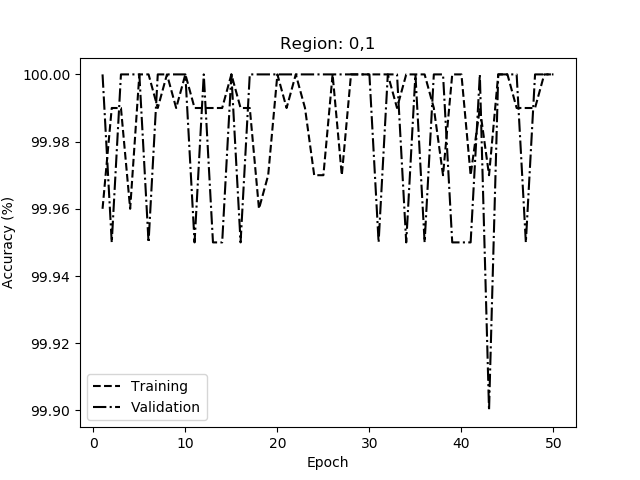 Region: 0,1
100.00
99.98
99.96
99.94
99.92
99.90
Accuracy (%)
Training
Validation
0 10 20 30 40 50
Epoch